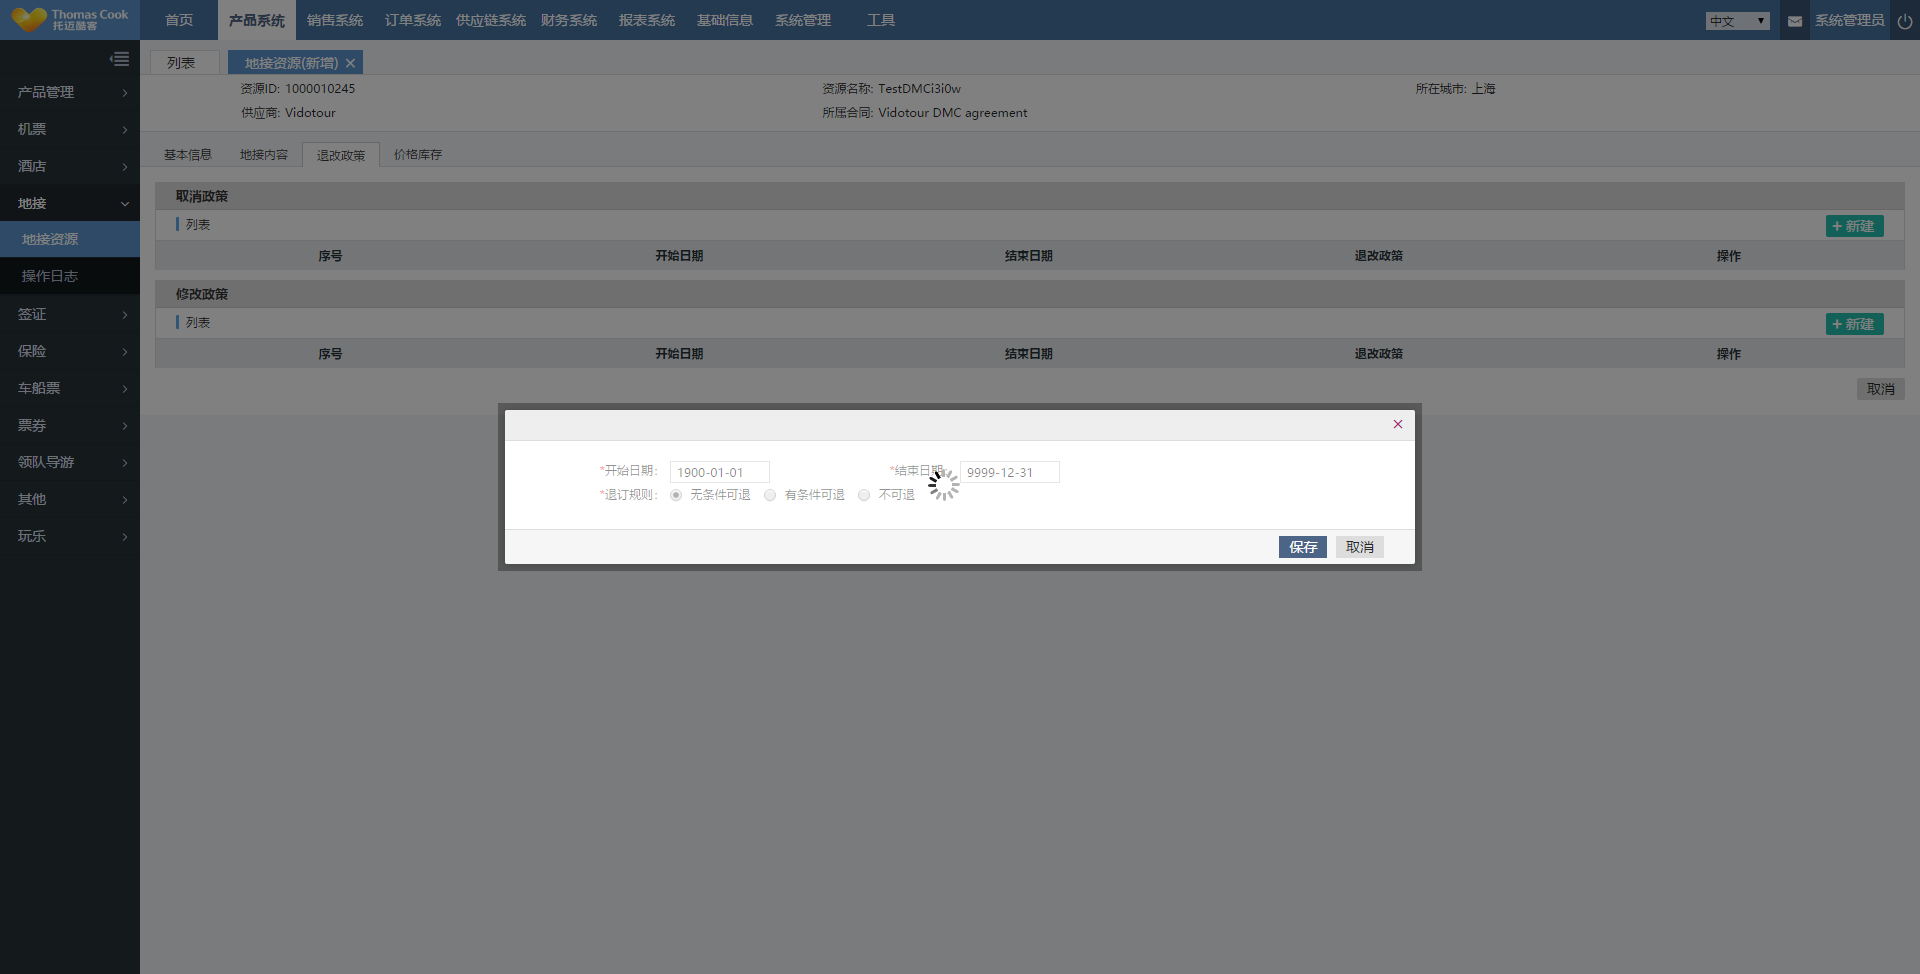 Thomas Cook
托迈酷客
首页 产品系统 销售系统 订单系统 供应链系统 财务系统 报表系统 基础信息 系统管理 工具
中文 系统管理员
列表 地接资源(新增)
产品管理
机票
酒店
地接
地接资源
操作日志
签证
保险
车船票
票券
领队导游
其他
玩乐
资源ID: 1000010245 资源名称: TestDMCi3i0w 所在城市: 上海
供应商: Vidotour 所属合同: Vidotour DMC agreement
基本信息 地接内容 退改政策 价格库存
取消政策
列表 + 新建
序号 开始日期 结束日期 退改政策 操作
修改政策
列表 + 新建
序号 开始日期 结束日期 退改政策 操作
取消
*开始日期: 1900-01-01 *结束日期: 9999-12-31
*退订规则: 无条件可退 有条件可退 不可退
保存 取消